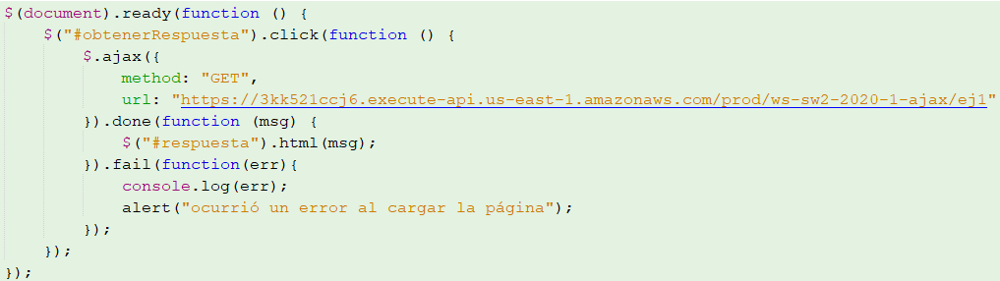 $(document).ready(function () {
$("#obtenerRespuesta").click(function () {
$.ajax({
method: "GET",
url: "https://3kk521ccj6.execute-api.us-east-1.amazonaws.com/prod/ws-sw2-2020-1-ajax/ej1"
}).done(function (msg) {
$("#respuesta").html(msg);
}).fail(function(err){
console.log(err);
alert("ocurrió un error al cargar la página");
});
});
});